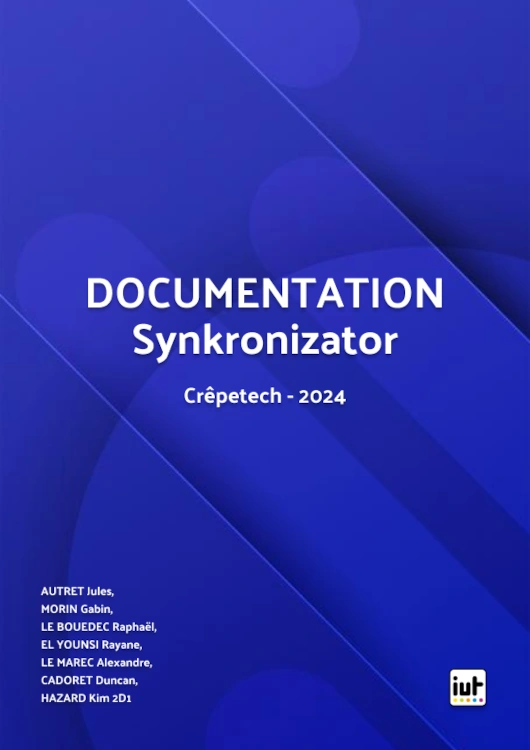 DOCUMENTATION
Synkronizator
Crêpetech - 2024
AUTRET Jules,
MORIN Gabin,
LE BOUEDEC Raphaël,
EL YOUNSI Rayane,
LE MAREC Alexandre,
CADORET Duncan,
HAZARD Kim 2D1
iut